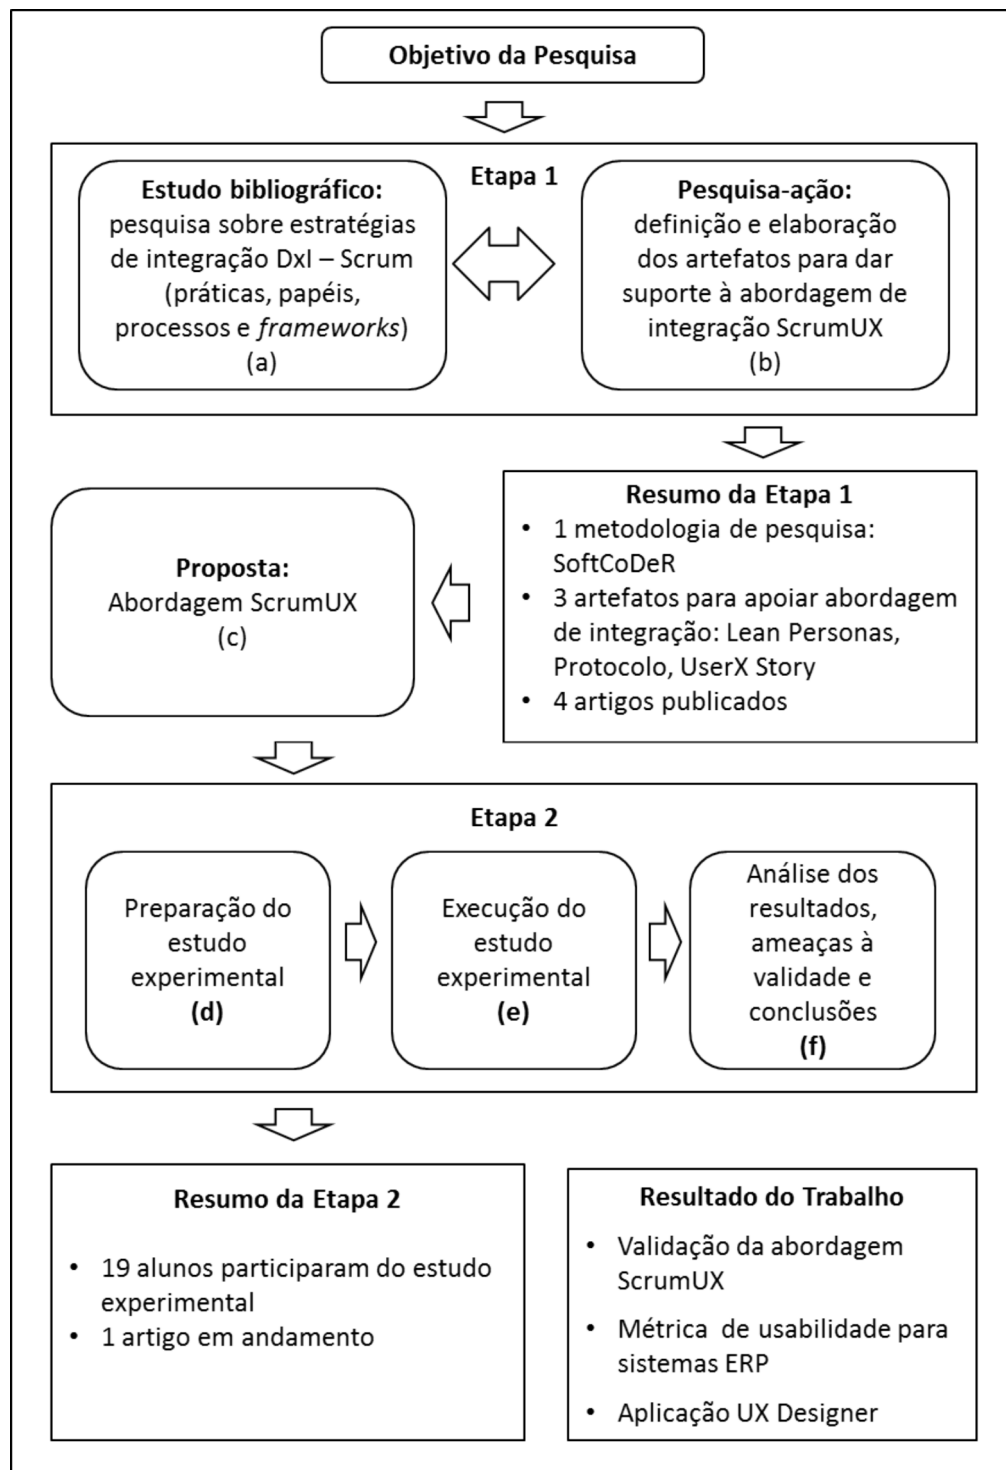 Objetivo da Pesquisa
Etapa 1
Estudo bibliográfico:
pesquisa sobre estratégias
de integração DxI – Scrum
(práticas, papéis,
processos e frameworks)
(a)
Pesquisa-ação:
definição e elaboração
dos artefatos para dar
suporte à abordagem de
integração ScrumUX
(b)
Resumo da Etapa 1
• 1 metodologia de pesquisa:
SoftCoDeR
• 3 artefatos para apoiar abordagem
de integração: Lean Personas,
Protocolo, UserX Story
• 4 artigos publicados
Proposta:
Abordagem ScrumUX
(c)
Etapa 2
Preparação do
estudo
experimental
(d)
Execução do
estudo
experimental
(e)
Análise dos
resultados,
ameaças à
validade e
conclusões
(f)
Resumo da Etapa 2
• 19 alunos participaram do estudo
experimental
• 1 artigo em andamento
Resultado do Trabalho
• Validação da abordagem
ScrumUX
• Métrica de usabilidade para
sistemas ERP
• Aplicação UX Designer